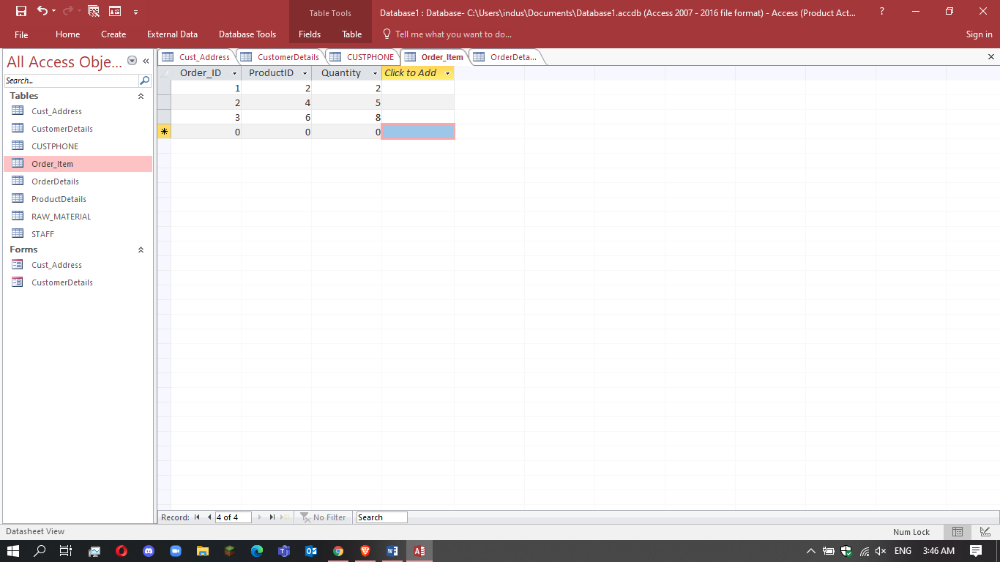 Table Tools
Database1 : Database- C:\Users\indus\Documents\Database1.accdb (Access 2007 - 2016 file format) - Access (Product Act...
?
File Home Create External Data Database Tools Fields Table Tell me what you want to do... Sign in
All Access Obje... «
Cust_Address CustomerDetails CUSTPHONE Order_Item OrderDeta...
Search...
Tables
Cust_Address
CustomerDetails
CUSTPHONE
Order_Item
OrderDetails
ProductDetails
RAW_MATERIAL
STAFF
Forms
Cust_Address
CustomerDetails
Order_ID ProductID Quantity Click to Add
1 2 2
2 4 5
3 6 8
0 0 0
Record: 4 of 4 No Filter Search
Datasheet View Num Lock
ENG 3:46 AM